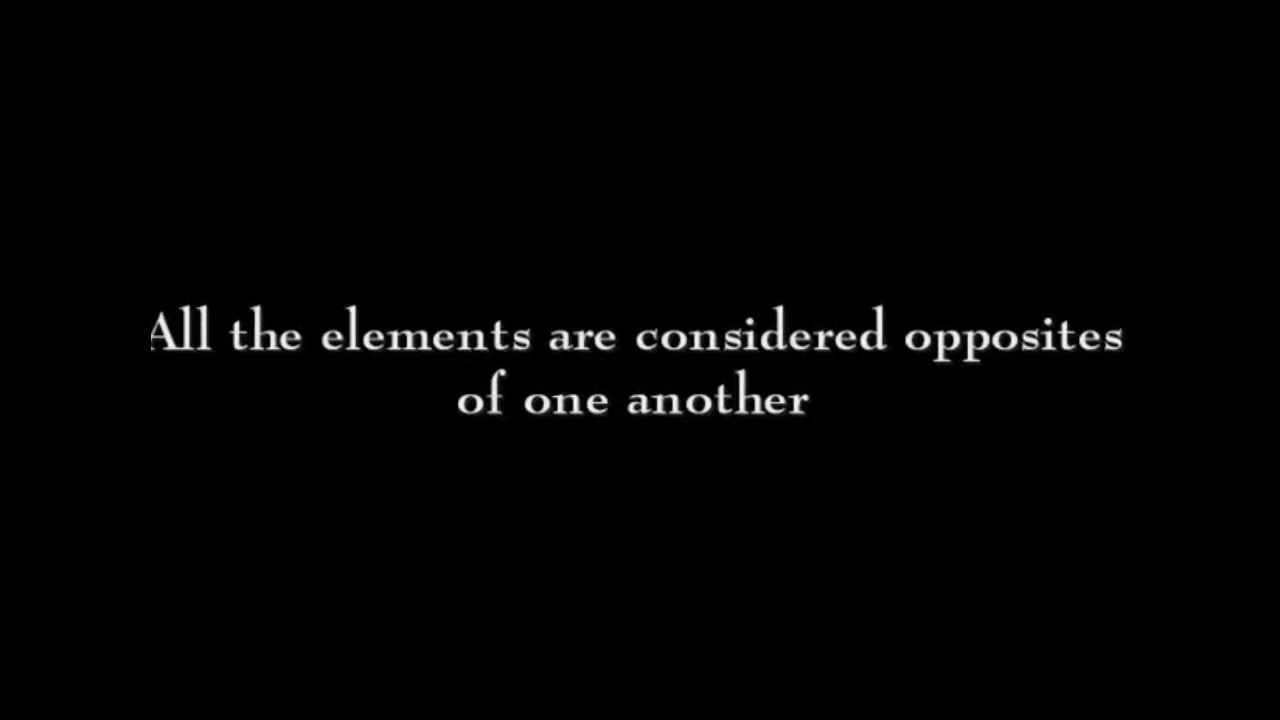 All the elements are considered opposites
of one another